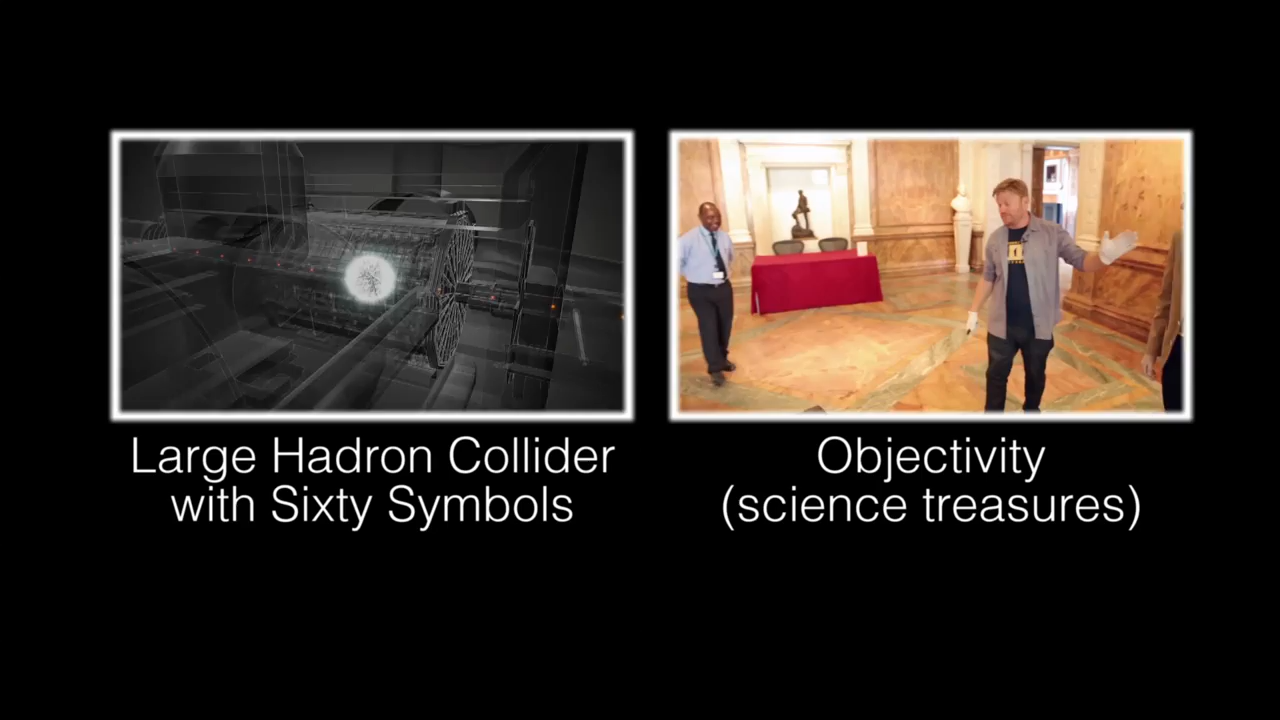 Large Hadron Collider
with Sixty Symbols
Objectivity
(science treasures)